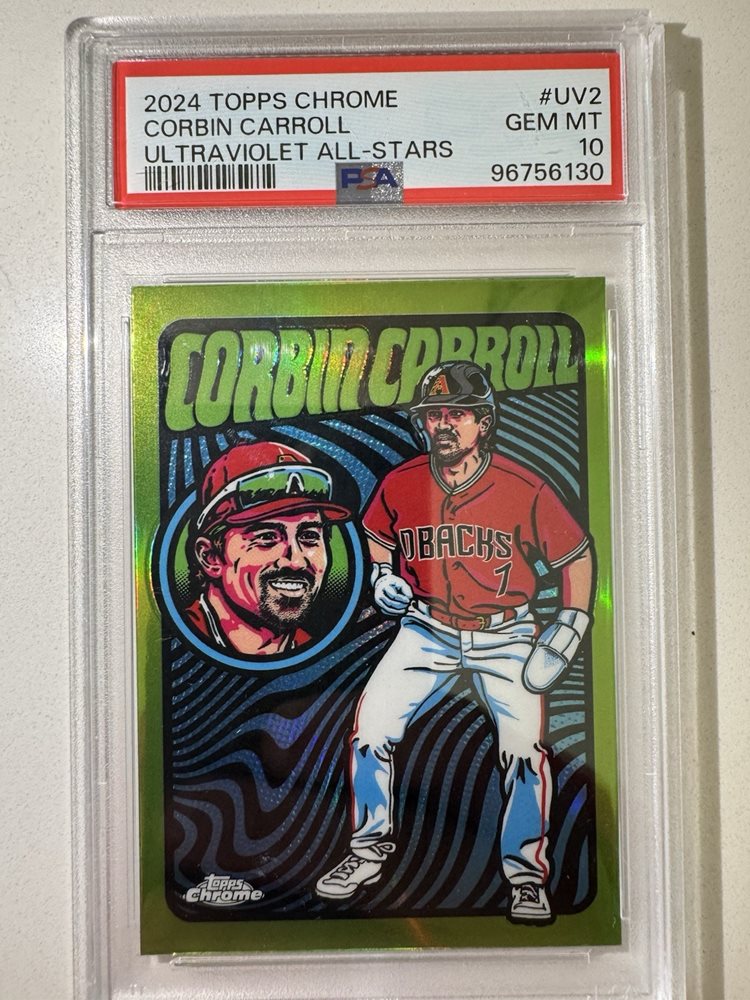 2024 TOPPS CHROME #UV2
CORBIN CARROLL GEM MT
ULTRAVIOLET ALL-STARS 10
PSA 96756130
CORBIN CARROLL
A
A
DBACKS
7
topps
Chrome